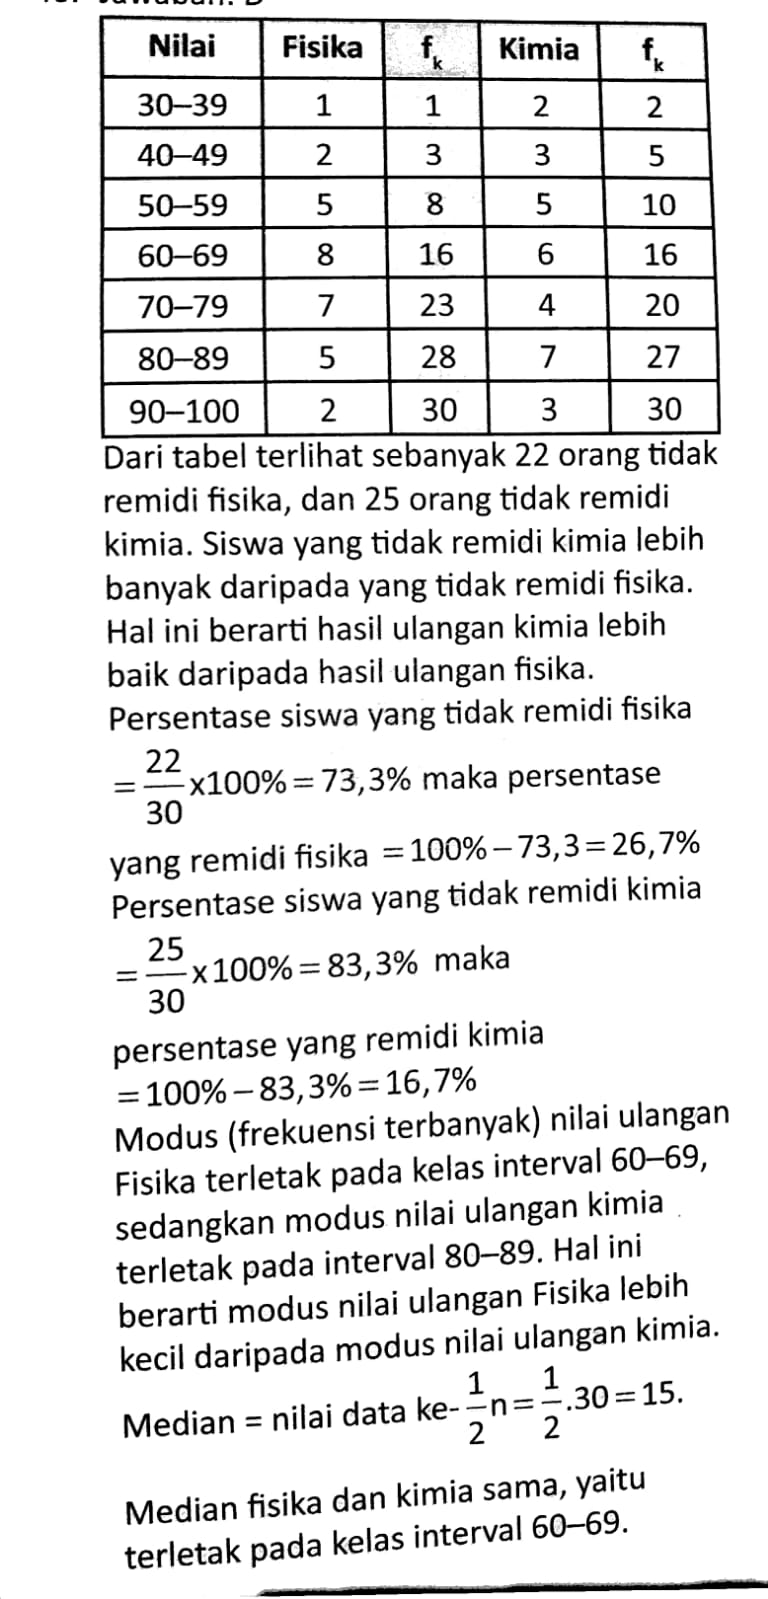 Nilai Fisika fk Kimia fk
30–39 1 1 2 2
40–49 2 3 3 5
50–59 5 8 5 10
60–69 8 16 6 16
70–79 7 23 4 20
80–89 5 28 7 27
90–100 2 30 3 30
Dari tabel terlihat sebanyak 22 orang tidak
remidi fisika, dan 25 orang tidak remidi
kimia. Siswa yang tidak remidi kimia lebih
banyak daripada yang tidak remidi fisika.
Hal ini berarti hasil ulangan kimia lebih
baik daripada hasil ulangan fisika.
Persentase siswa yang tidak remidi fisika
= 22/30 x100% = 73,3% maka persentase
yang remidi fisika = 100% – 73,3 = 26,7%
Persentase siswa yang tidak remidi kimia
= 25/30 x100% = 83,3% maka
persentase yang remidi kimia
= 100% – 83,3% = 16,7%
Modus (frekuensi terbanyak) nilai ulangan
Fisika terletak pada kelas interval 60–69,
sedangkan modus nilai ulangan kimia
terletak pada interval 80–89. Hal ini
berarti modus nilai ulangan Fisika lebih
kecil daripada modus nilai ulangan kimia.
Median = nilai data ke- 1/2 n = 1/2 .30 = 15.
Median fisika dan kimia sama, yaitu
terletak pada kelas interval 60–69.